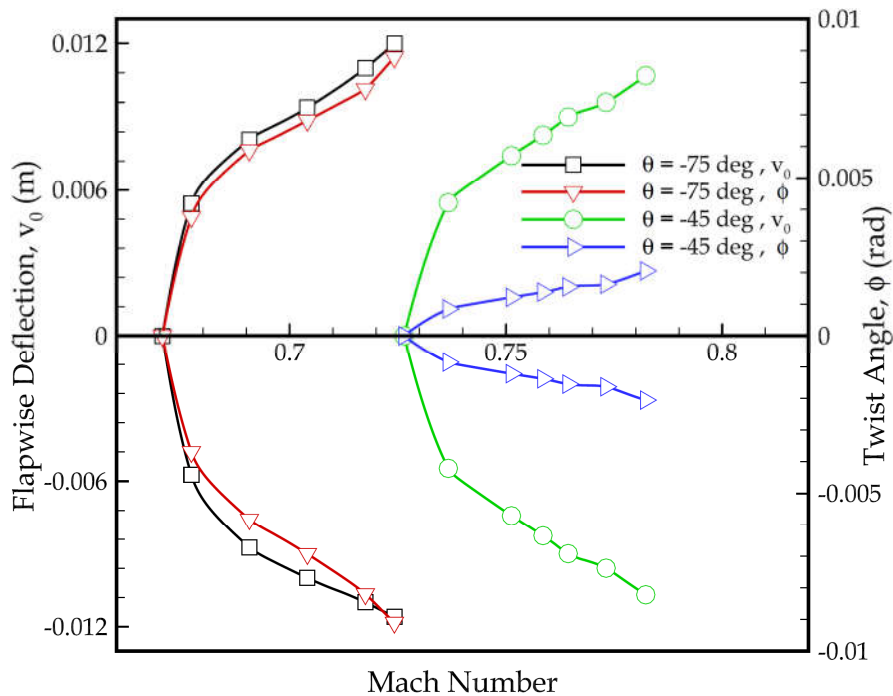 0.012
0.006
0
-0.006
-0.012
Flapwise Deflection, v0 (m)
0.7
0.75
0.8
Mach Number
θ = -75 deg , v0
θ = -75 deg , ϕ
θ = -45 deg , v0
θ = -45 deg , ϕ
0.01
0.005
0
-0.005
-0.01
Twist Angle, ϕ (rad)